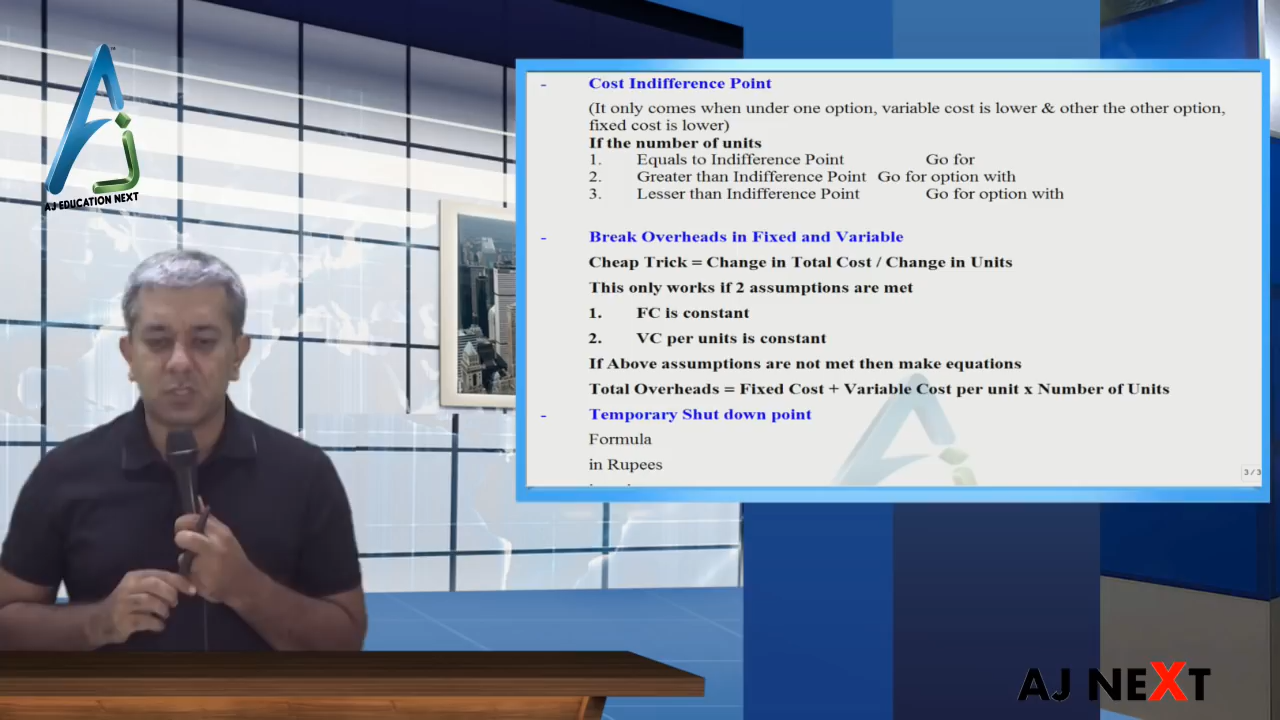 AJ EDUCATION NEXT
- Cost Indifference Point
(It only comes when under one option, variable cost is lower & other the other option,
fixed cost is lower)
If the number of units
1. Equals to Indifference Point Go for
2. Greater than Indifference Point Go for option with
3. Lesser than Indifference Point Go for option with
- Break Overheads in Fixed and Variable
Cheap Trick = Change in Total Cost / Change in Units
This only works if 2 assumptions are met
1. FC is constant
2. VC per units is constant
If Above assumptions are not met then make equations
Total Overheads = Fixed Cost + Variable Cost per unit x Number of Units
- Temporary Shut down point
Formula
in Rupees
3 / 3
AJ NEXT